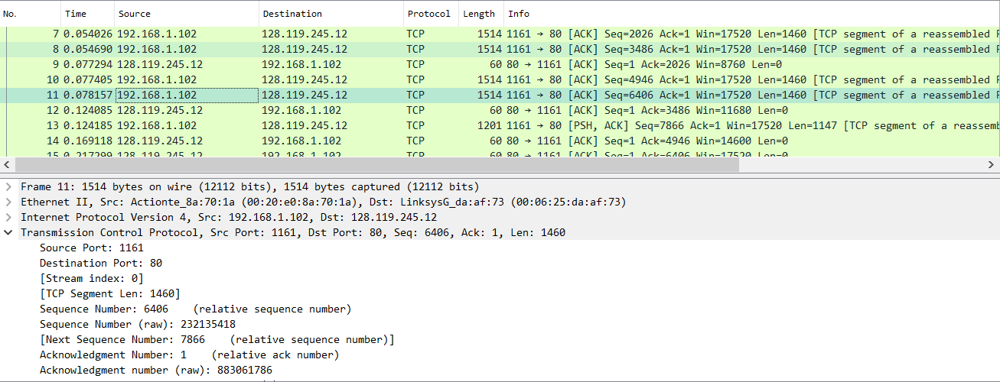 No. Time Source Destination Protocol Length Info
7 0.054026 192.168.1.102 128.119.245.12 TCP 1514 1161 → 80 [ACK] Seq=2026 Ack=1 Win=17520 Len=1460 [TCP segment of a reassembled
8 0.054690 192.168.1.102 128.119.245.12 TCP 1514 1161 → 80 [ACK] Seq=3486 Ack=1 Win=17520 Len=1460 [TCP segment of a reassembled
9 0.077294 128.119.245.12 192.168.1.102 TCP 60 80 → 1161 [ACK] Seq=1 Ack=2026 Win=8760 Len=0
10 0.077405 192.168.1.102 128.119.245.12 TCP 1514 1161 → 80 [ACK] Seq=4946 Ack=1 Win=17520 Len=1460 [TCP segment of a reassembled
11 0.078157 192.168.1.102 128.119.245.12 TCP 1514 1161 → 80 [ACK] Seq=6406 Ack=1 Win=17520 Len=1460 [TCP segment of a reassembled
12 0.124085 128.119.245.12 192.168.1.102 TCP 60 80 → 1161 [ACK] Seq=1 Ack=3486 Win=11680 Len=0
13 0.124185 192.168.1.102 128.119.245.12 TCP 1201 1161 → 80 [PSH, ACK] Seq=7866 Ack=1 Win=17520 Len=1147 [TCP segment of a reassemb
14 0.169118 128.119.245.12 192.168.1.102 TCP 60 80 → 1161 [ACK] Seq=1 Ack=4946 Win=14600 Len=0
15 0.217299 128.119.245.12 192.168.1.102 TCP 60 80 → 1161 [ACK] Seq=1 Ack=6406 Win=17520 Len=0
Frame 11: 1514 bytes on wire (12112 bits), 1514 bytes captured (12112 bits)
Ethernet II, Src: Actionte_8a:70:1a (00:20:e0:8a:70:1a), Dst: LinksysG_da:af:73 (00:06:25:da:af:73)
Internet Protocol Version 4, Src: 192.168.1.102, Dst: 128.119.245.12
Transmission Control Protocol, Src Port: 1161, Dst Port: 80, Seq: 6406, Ack: 1, Len: 1460
Source Port: 1161
Destination Port: 80
[Stream index: 0]
[TCP Segment Len: 1460]
Sequence Number: 6406 (relative sequence number)
Sequence Number (raw): 232135418
[Next Sequence Number: 7866 (relative sequence number)]
Acknowledgment Number: 1 (relative ack number)
Acknowledgment number (raw): 883061786